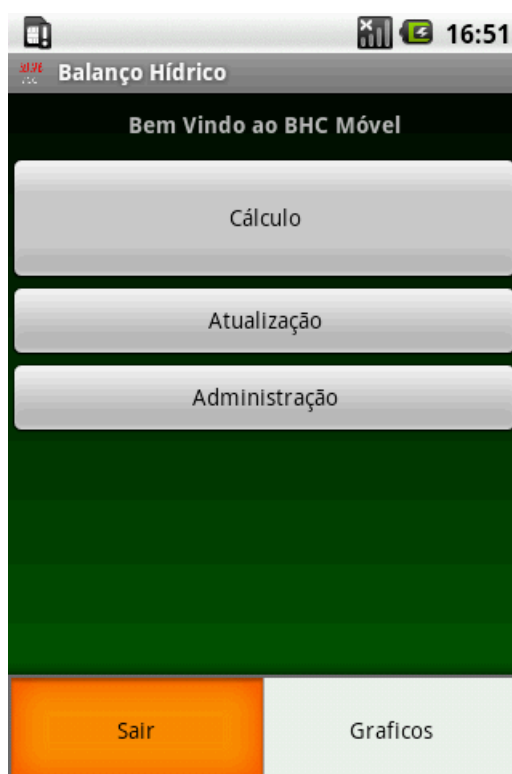 16:51
Balanço Hídrico
Bem Vindo ao BHC Móvel
Cálculo
Atualização
Administração
Sair Graficos